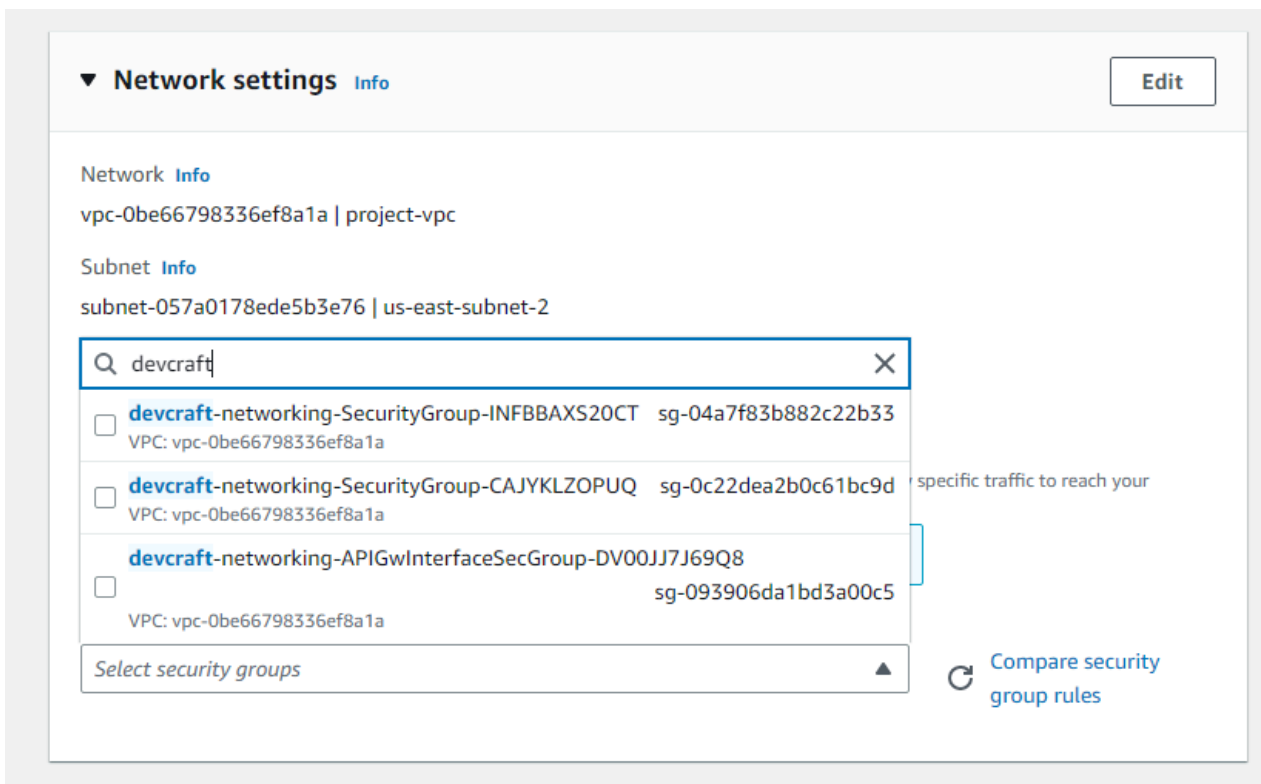 Network settings Info
Edit
Network Info
vpc-0be66798336ef8a1a | project-vpc
Subnet Info
subnet-057a0178ede5b3e76 | us-east-subnet-2
devcraft
devcraft-networking-SecurityGroup-INFBBAXS20CT sg-04a7f83b882c22b33
VPC: vpc-0be66798336ef8a1a
devcraft-networking-SecurityGroup-CAJYKLZOPUQ sg-0c22dea2b0c61bc9d
VPC: vpc-0be66798336ef8a1a
specific traffic to reach your
devcraft-networking-APIGwInterfaceSecGroup-DV00JJ7J69Q8
sg-093906da1bd3a00c5
VPC: vpc-0be66798336ef8a1a
Select security groups
Compare security
group rules